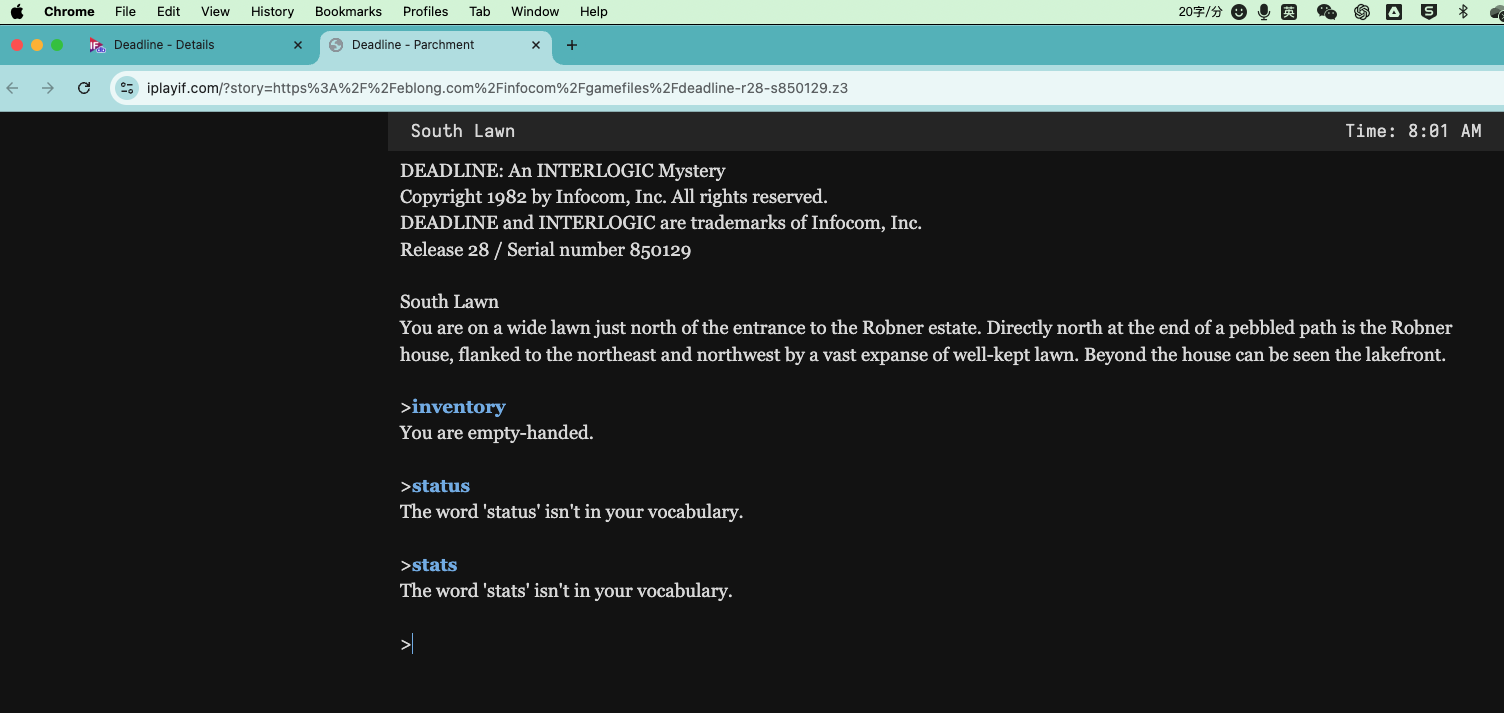 Chrome File Edit View History Bookmarks Profiles Tab Window Help 20字/分 英
Deadline - Details Deadline - Parchment
iplayif.com/?story=https%3A%2F%2Feblong.com%2Finfocom%2Fgamefiles%2Fdeadline-r28-s850129.z3
South Lawn Time: 8:01 AM
DEADLINE: An INTERLOGIC Mystery
Copyright 1982 by Infocom, Inc. All rights reserved.
DEADLINE and INTERLOGIC are trademarks of Infocom, Inc.
Release 28 / Serial number 850129
South Lawn
You are on a wide lawn just north of the entrance to the Robner estate. Directly north at the end of a pebbled path is the Robner
house, flanked to the northeast and northwest by a vast expanse of well-kept lawn. Beyond the house can be seen the lakefront.
>inventory
You are empty-handed.
>status
The word 'status' isn't in your vocabulary.
>stats
The word 'stats' isn't in your vocabulary.
>